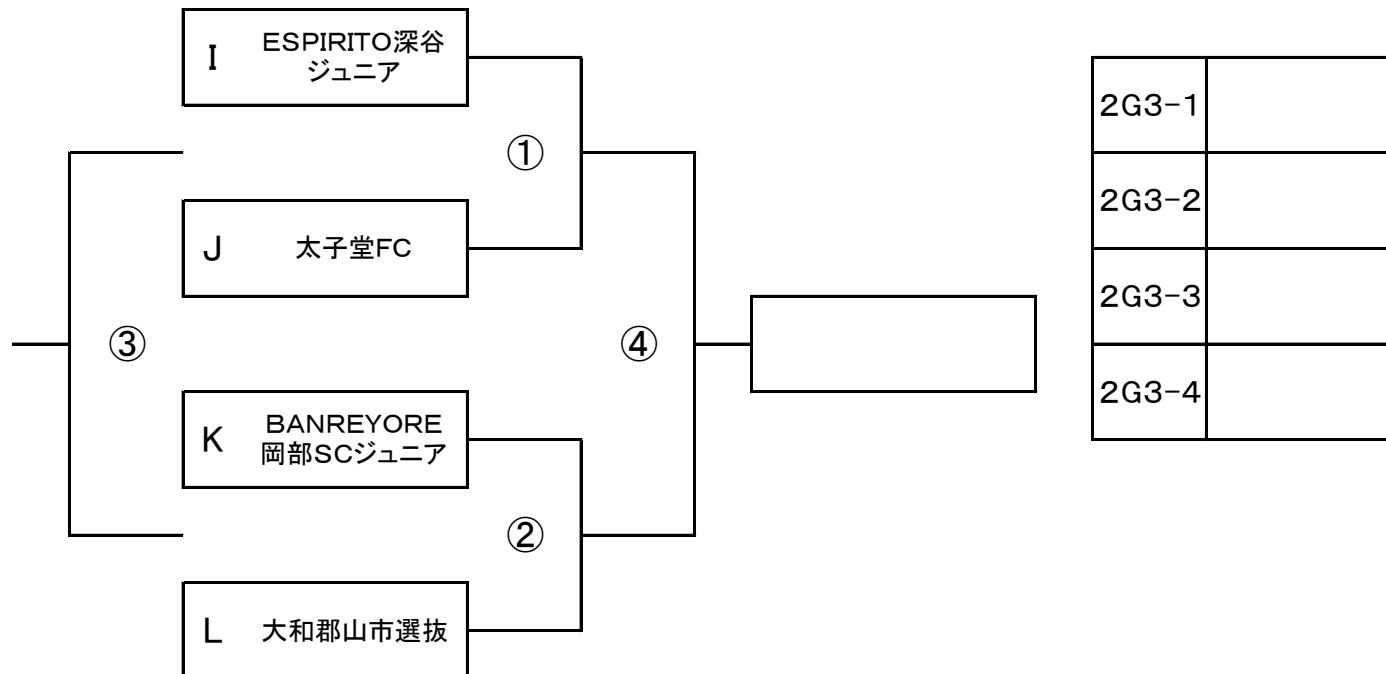 I
ESPIRITO深谷
ジュニア
①
J
太子堂FC
③
④
K
BANREYORE
岡部SCジュニア
②
L
大和郡山市選抜
2G3-1
2G3-2
2G3-3
2G3-4